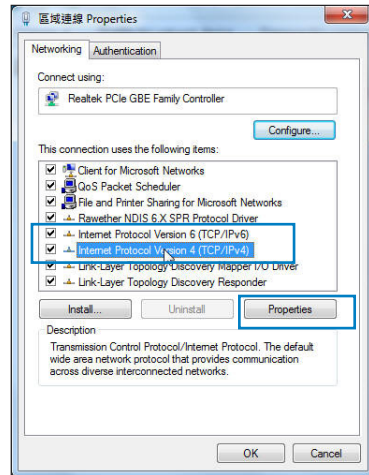 區域連線 Properties
Networking
Authentication
Connect using:
Realtek PCIe GBE Family Controller
Configure...
This connection uses the following items:
Client for Microsoft Networks
QoS Packet Scheduler
File and Printer Sharing for Microsoft Networks
Rawether NDIS 6.X SPR Protocol Driver
Internet Protocol Version 6 (TCP/IPv6)
Internet Protocol Version 4 (TCP/IPv4)
Link-Layer Topology Discovery Mapper I/O Driver
Link-Layer Topology Discovery Responder
Install...
Uninstall
Properties
Description
Transmission Control Protocol/Internet Protocol. The default
wide area network protocol that provides communication
across diverse interconnected networks.
OK
Cancel